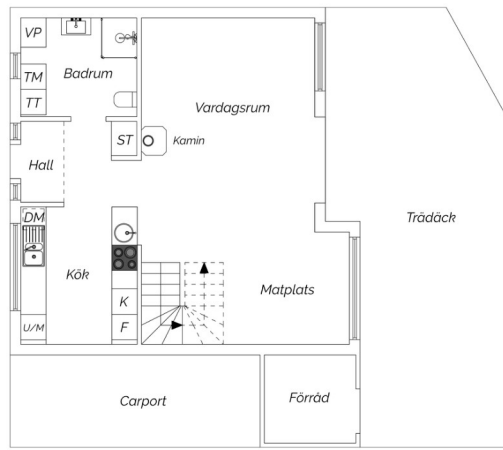 VP
TM
Badrum
TT
Vardagsrum
ST
Kamin
Hall
DM
Trädäck
Kök
Matplats
K
U/M
F
Carport
Förråd